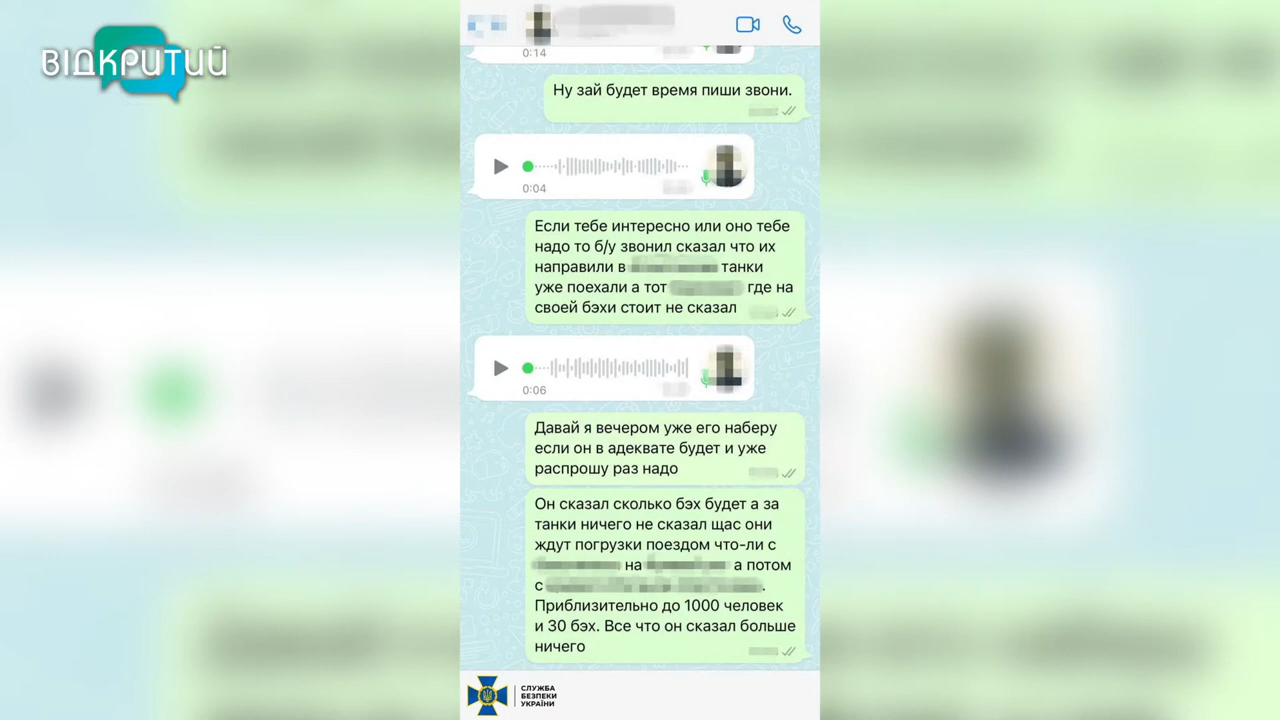 ВІДКРИТИЙ
0:14
Ну зай будет время пиши звони.
0:04
Если тебе интересно или оно тебе
надо то б/у звонил сказал что их
направили в танки
уже поехали а тот где на
своей бэхи стоит не сказал
0:06
Давай я вечером уже его наберу
если он в адеквате будет и уже
распрошу раз надо
Он сказал сколько бэх будет а за
танки ничего не сказал щас они
ждут погрузки поездом что-ли с
на а потом
с .
Приблизительно до 1000 человек
и 30 бэх. Все что он сказал больше
ничего
СЛУЖБА
БЕЗПЕКИ
УКРАЇНИ